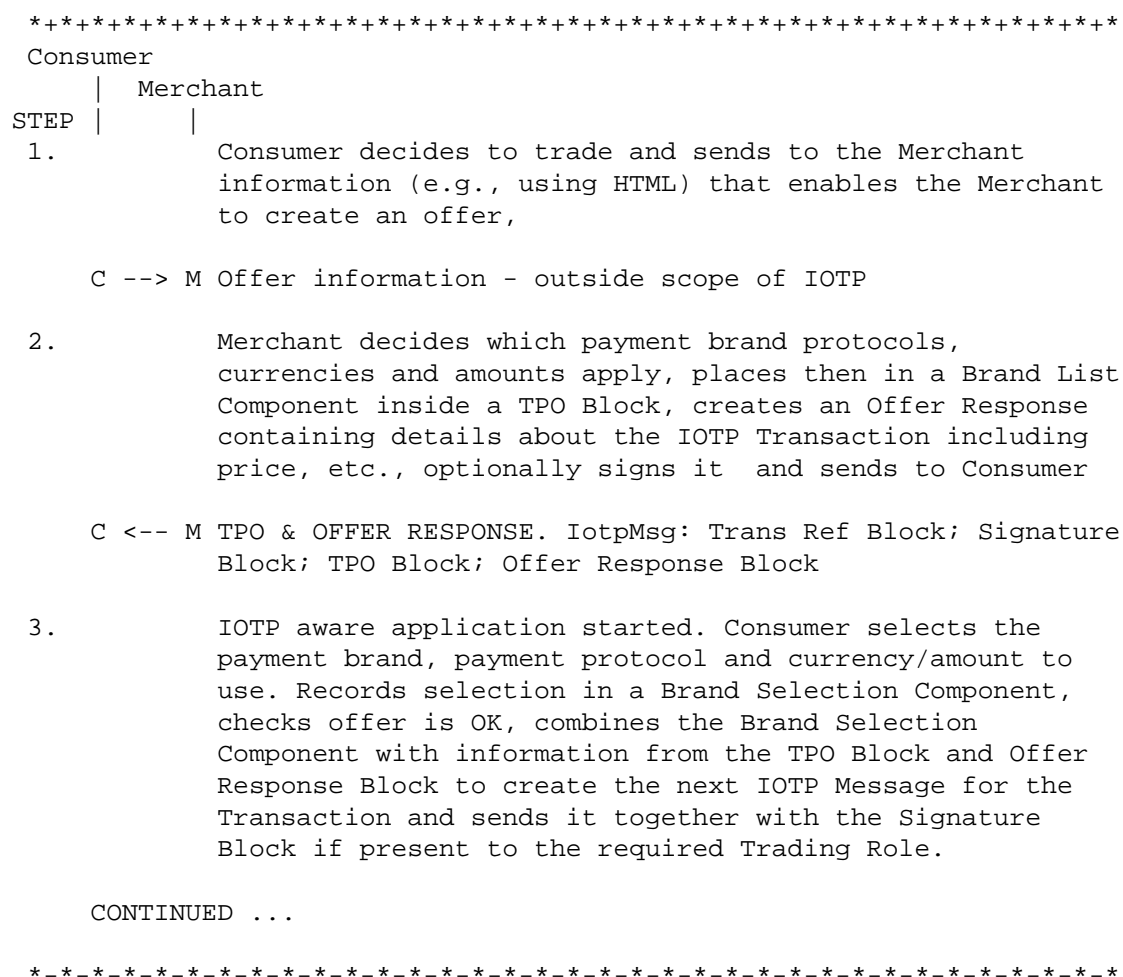 *+*+*+*+*+*+*+*+*+*+*+*+*+*+*+*+*+*+*+*+*+*+*+*+*+*+*+*+*+*+*+*+*+*+*
Consumer
| Merchant
STEP | |
1. Consumer decides to trade and sends to the Merchant
information (e.g., using HTML) that enables the Merchant
to create an offer,
C --> M Offer information - outside scope of IOTP
2. Merchant decides which payment brand protocols,
currencies and amounts apply, places then in a Brand List
Component inside a TPO Block, creates an Offer Response
containing details about the IOTP Transaction including
price, etc., optionally signs it  and sends to Consumer
C <-- M TPO & OFFER RESPONSE. IotpMsg: Trans Ref Block; Signature
Block; TPO Block; Offer Response Block
3. IOTP aware application started. Consumer selects the
payment brand, payment protocol and currency/amount to
use. Records selection in a Brand Selection Component,
checks offer is OK, combines the Brand Selection
Component with information from the TPO Block and Offer
Response Block to create the next IOTP Message for the
Transaction and sends it together with the Signature
Block if present to the required Trading Role.
CONTINUED ...
*-*-*-*-*-*-*-*-*-*-*-*-*-*-*-*-*-*-*-*-*-*-*-*-*-*-*-*-*-*-*-*-*-*-*